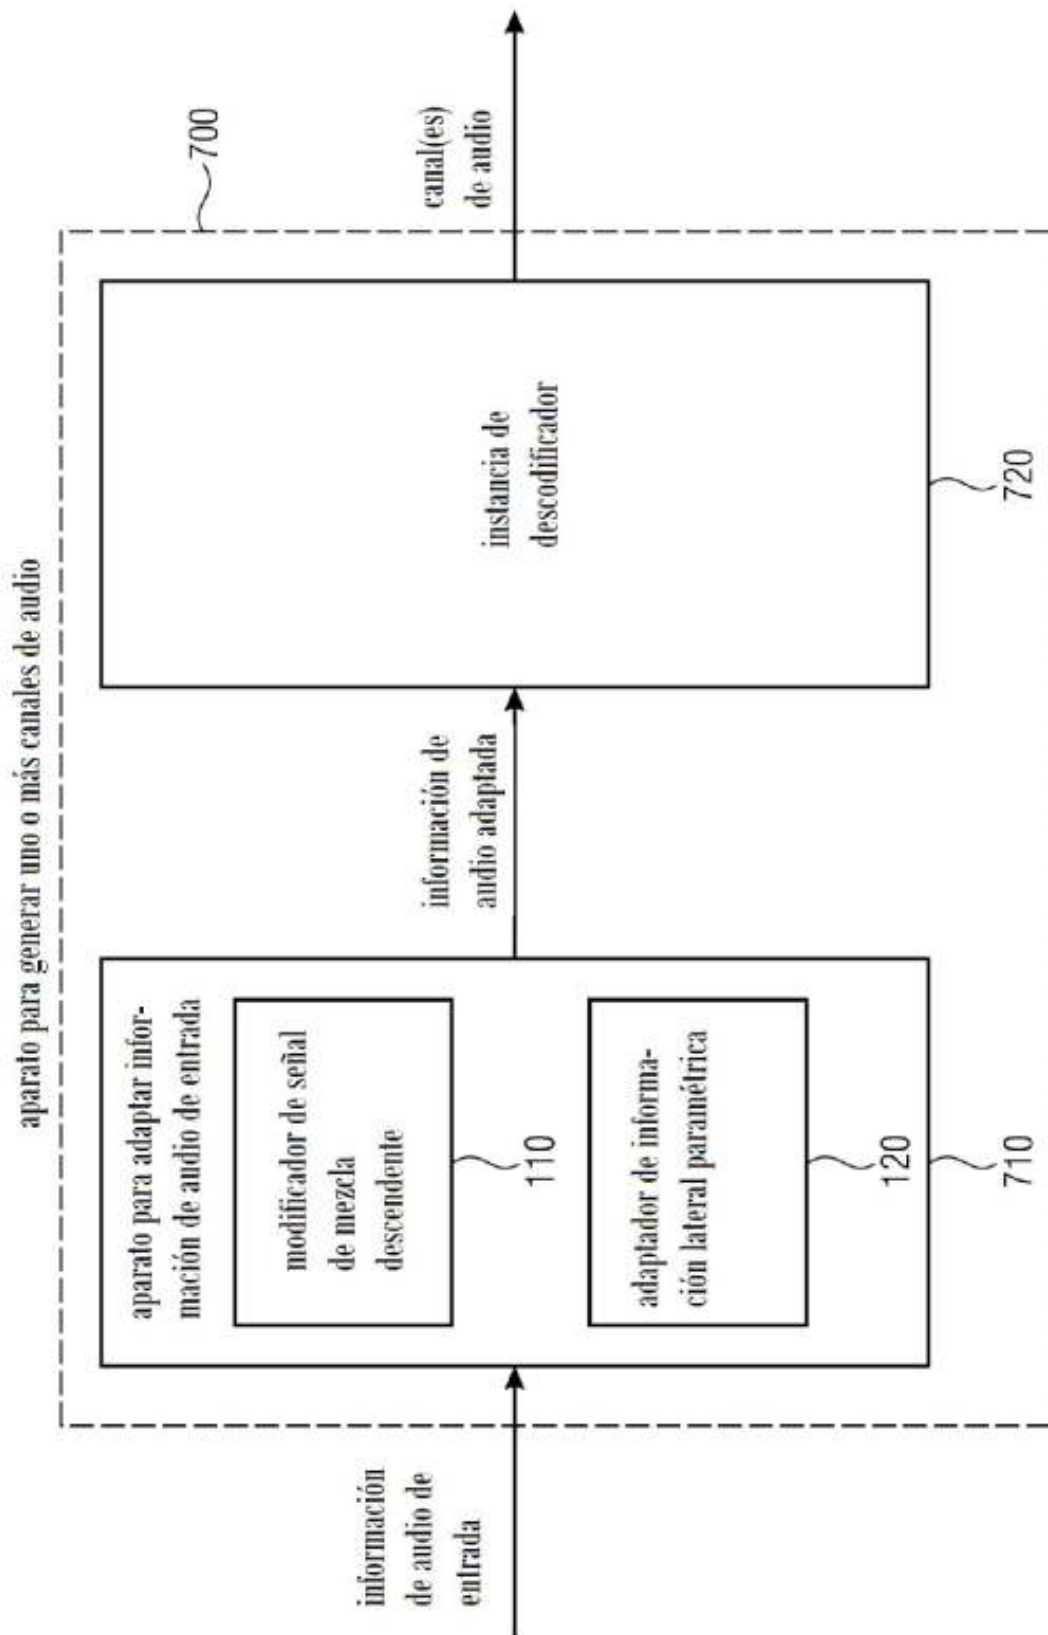 aparato para generar uno o más canales de audio
700
información
de audio de
entrada
aparato para adaptar infor-
mación de audio de entrada
modificador de señal
de mezcla
descendente
110
adaptador de informa-
ción lateral paramétrica
120
710
información de
audio adaptada
instancia de
descodificador
720
canal(es)
de audio